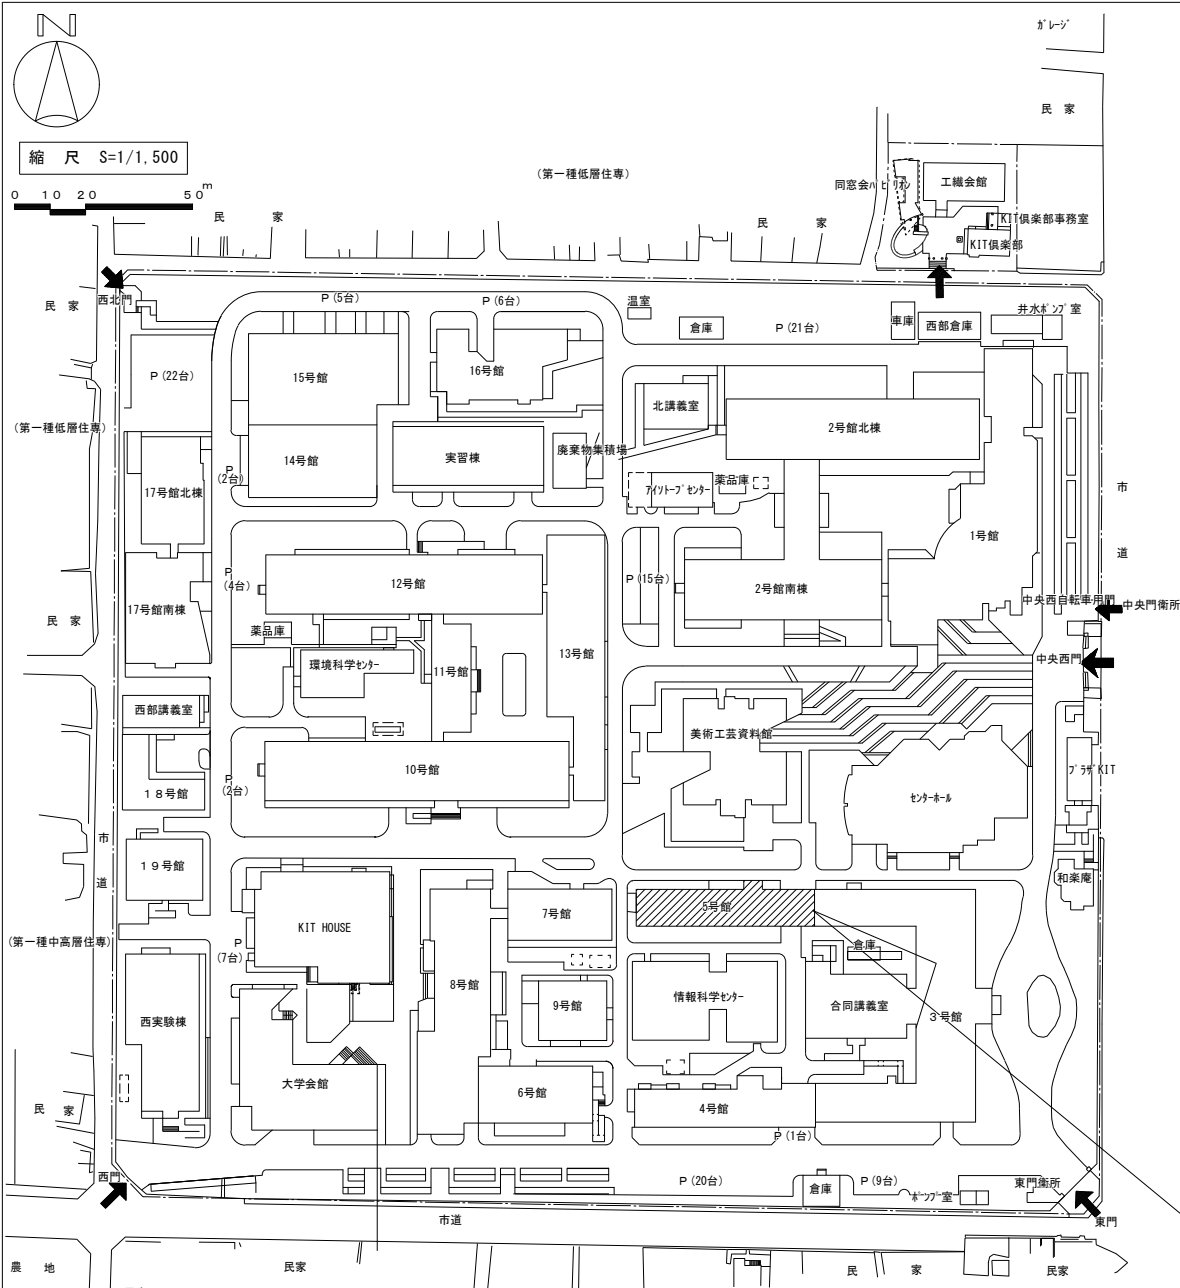 N
ガレージ
民 家
縮 尺 S=1/1,500
0 10 20 50m
(第一種低層住専)
同窓会パビリオン
工繊会館
KIT倶楽部事務室
KIT倶楽部
民 家
民 家
西北門
民 家
P (5台)
P (6台)
温室
倉庫
P (21台)
車庫
西部倉庫
井水ポンプ室
P (22台)
15号館
16号館
北講義室
2号館北棟
(第一種低層住専)
14号館
実習棟
廃棄物集積場
P
(2台)
17号館北棟
アイソトープセンター
薬品庫
1号館
市
道
12号館
P
(4台)
P (15台)
2号館南棟
中央西自転車用門
中央門衛所
17号館南棟
民 家
薬品庫
環境科学センター
11号館
13号館
中央西門
西部講義室
美術工芸資料館
10号館
プラザKIT
センターホール
18号館
P
(2台)
市
道
19号館
和楽庵
7号館
5号館
KIT HOUSE
(第一種中高層住専)
P
(7台)
倉庫
8号館
9号館
情報科学センター
合同講義室
3号館
西実験棟
大学会館
6号館
4号館
民 家
P (1台)
西門
P (20台)
倉庫
P (9台)
ポンプ室
東門衛所
東門
市道
農 地
民家
民 家
民家